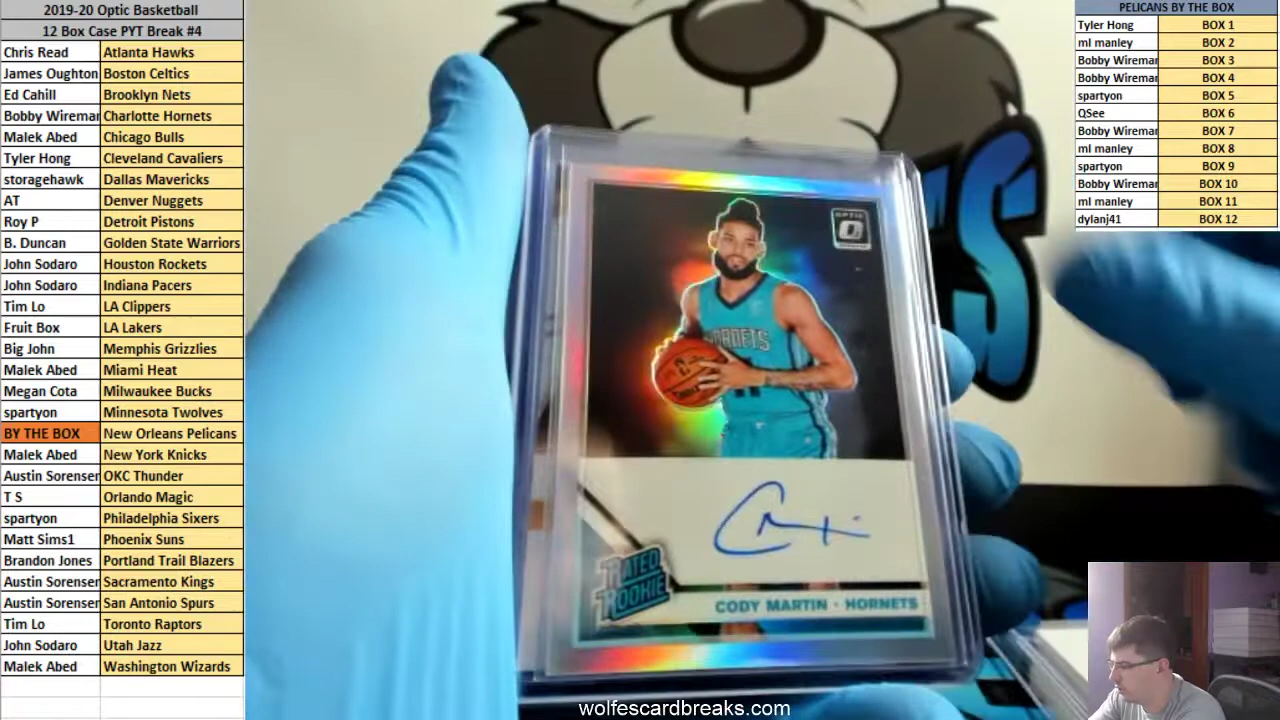 2019-20 Optic Basketball
12 Box Case PYT Break #4
Chris Read Atlanta Hawks
James Oughton Boston Celtics
Ed Cahill Brooklyn Nets
Bobby Wireman Charlotte Hornets
Malek Abed Chicago Bulls
Tyler Hong Cleveland Cavaliers
storagehawk Dallas Mavericks
AT Denver Nuggets
Roy P Detroit Pistons
B. Duncan Golden State Warriors
John Sodaro Houston Rockets
John Sodaro Indiana Pacers
Tim Lo LA Clippers
Fruit Box LA Lakers
Big John Memphis Grizzlies
Malek Abed Miami Heat
Megan Cota Milwaukee Bucks
spartyon Minnesota Twolves
BY THE BOX New Orleans Pelicans
Malek Abed New York Knicks
Austin Sorensen OKC Thunder
T S Orlando Magic
spartyon Philadelphia Sixers
Matt Sims1 Phoenix Suns
Brandon Jones Portland Trail Blazers
Austin Sorensen Sacramento Kings
Austin Sorensen San Antonio Spurs
Tim Lo Toronto Raptors
John Sodaro Utah Jazz
Malek Abed Washington Wizards
PELICANS BY THE BOX
Tyler Hong BOX 1
ml manley BOX 2
Bobby Wireman BOX 3
Bobby Wireman BOX 4
spartyon BOX 5
QSee BOX 6
Bobby Wireman BOX 7
ml manley BOX 8
spartyon BOX 9
Bobby Wireman BOX 10
ml manley BOX 11
dylanj41 BOX 12
OPTIC
HORNETS
RATED
ROOKIE
CODY MARTIN · HORNETS
wolfescardbreaks.com